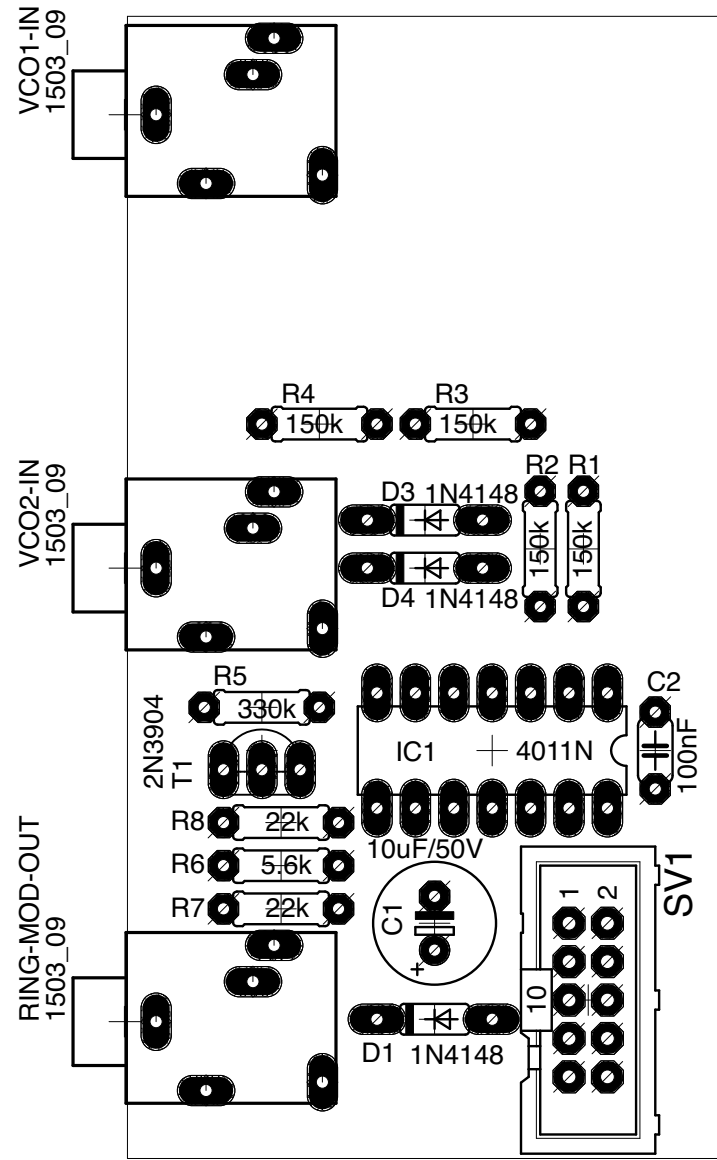 VCO1-IN
1503_09
R4
150k
R3
150k
VCO2-IN
1503_09
D3 1N4148
R2 R1
150k
150k
D4 1N4148
R5
330k
2N3904
T1
IC1
4011N
C2
100nF
R8
22k
R6
5.6k
R7
22k
10uF/50V
C1
+
SV1
1
2
10
RING-MOD-OUT
1503_09
D1 1N4148